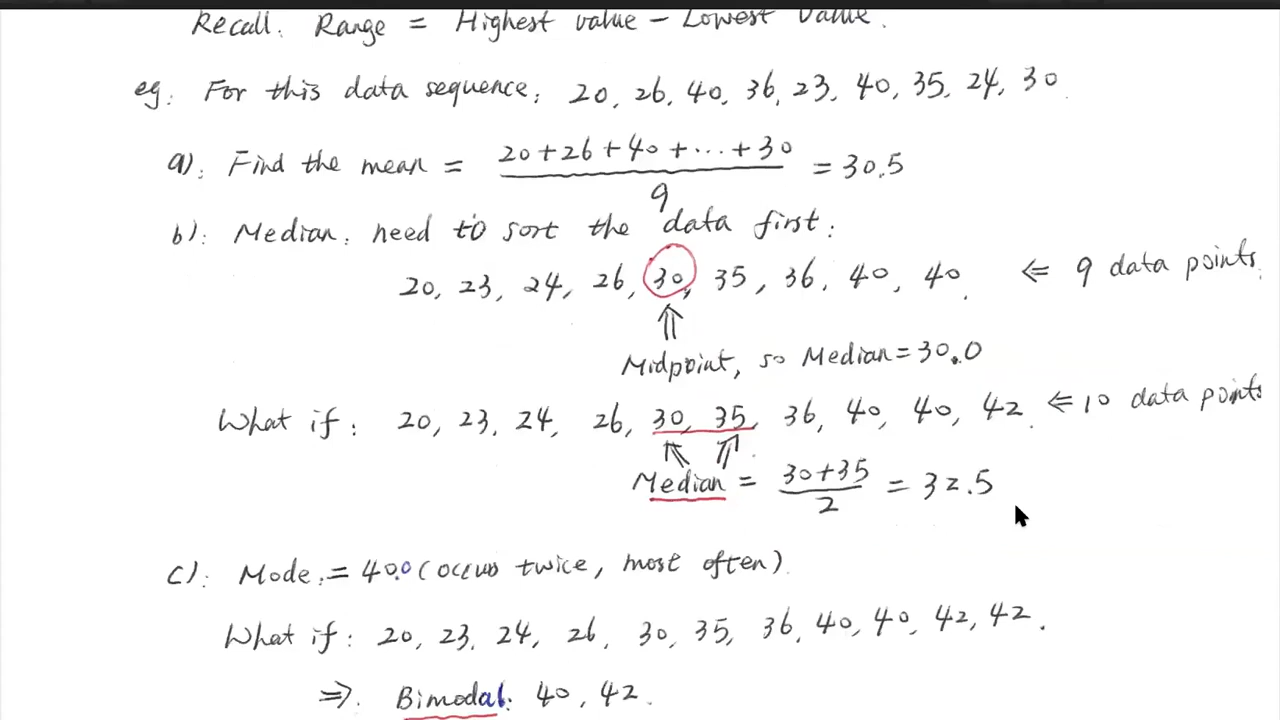 Recall. Range = Highest value - Lowest value.
eg: For this data sequence: 20, 26, 40, 36, 23, 40, 35, 24, 30.
a): Find the mean = (20+26+40+...+30)/9 = 30.5
b): Median: need to sort the data first:
20, 23, 24, 26, 30, 35, 36, 40, 40. ⇐ 9 data points.
Midpoint, so Median = 30.0
What if: 20, 23, 24, 26, 30, 35, 36, 40, 40, 42. ⇐ 10 data points
Median = (30+35)/2 = 32.5
c): Mode: = 40.0 (occurs twice, most often).
What if: 20, 23, 24, 26, 30, 35, 36, 40, 40, 42, 42.
⇒. Bimodal: 40, 42.